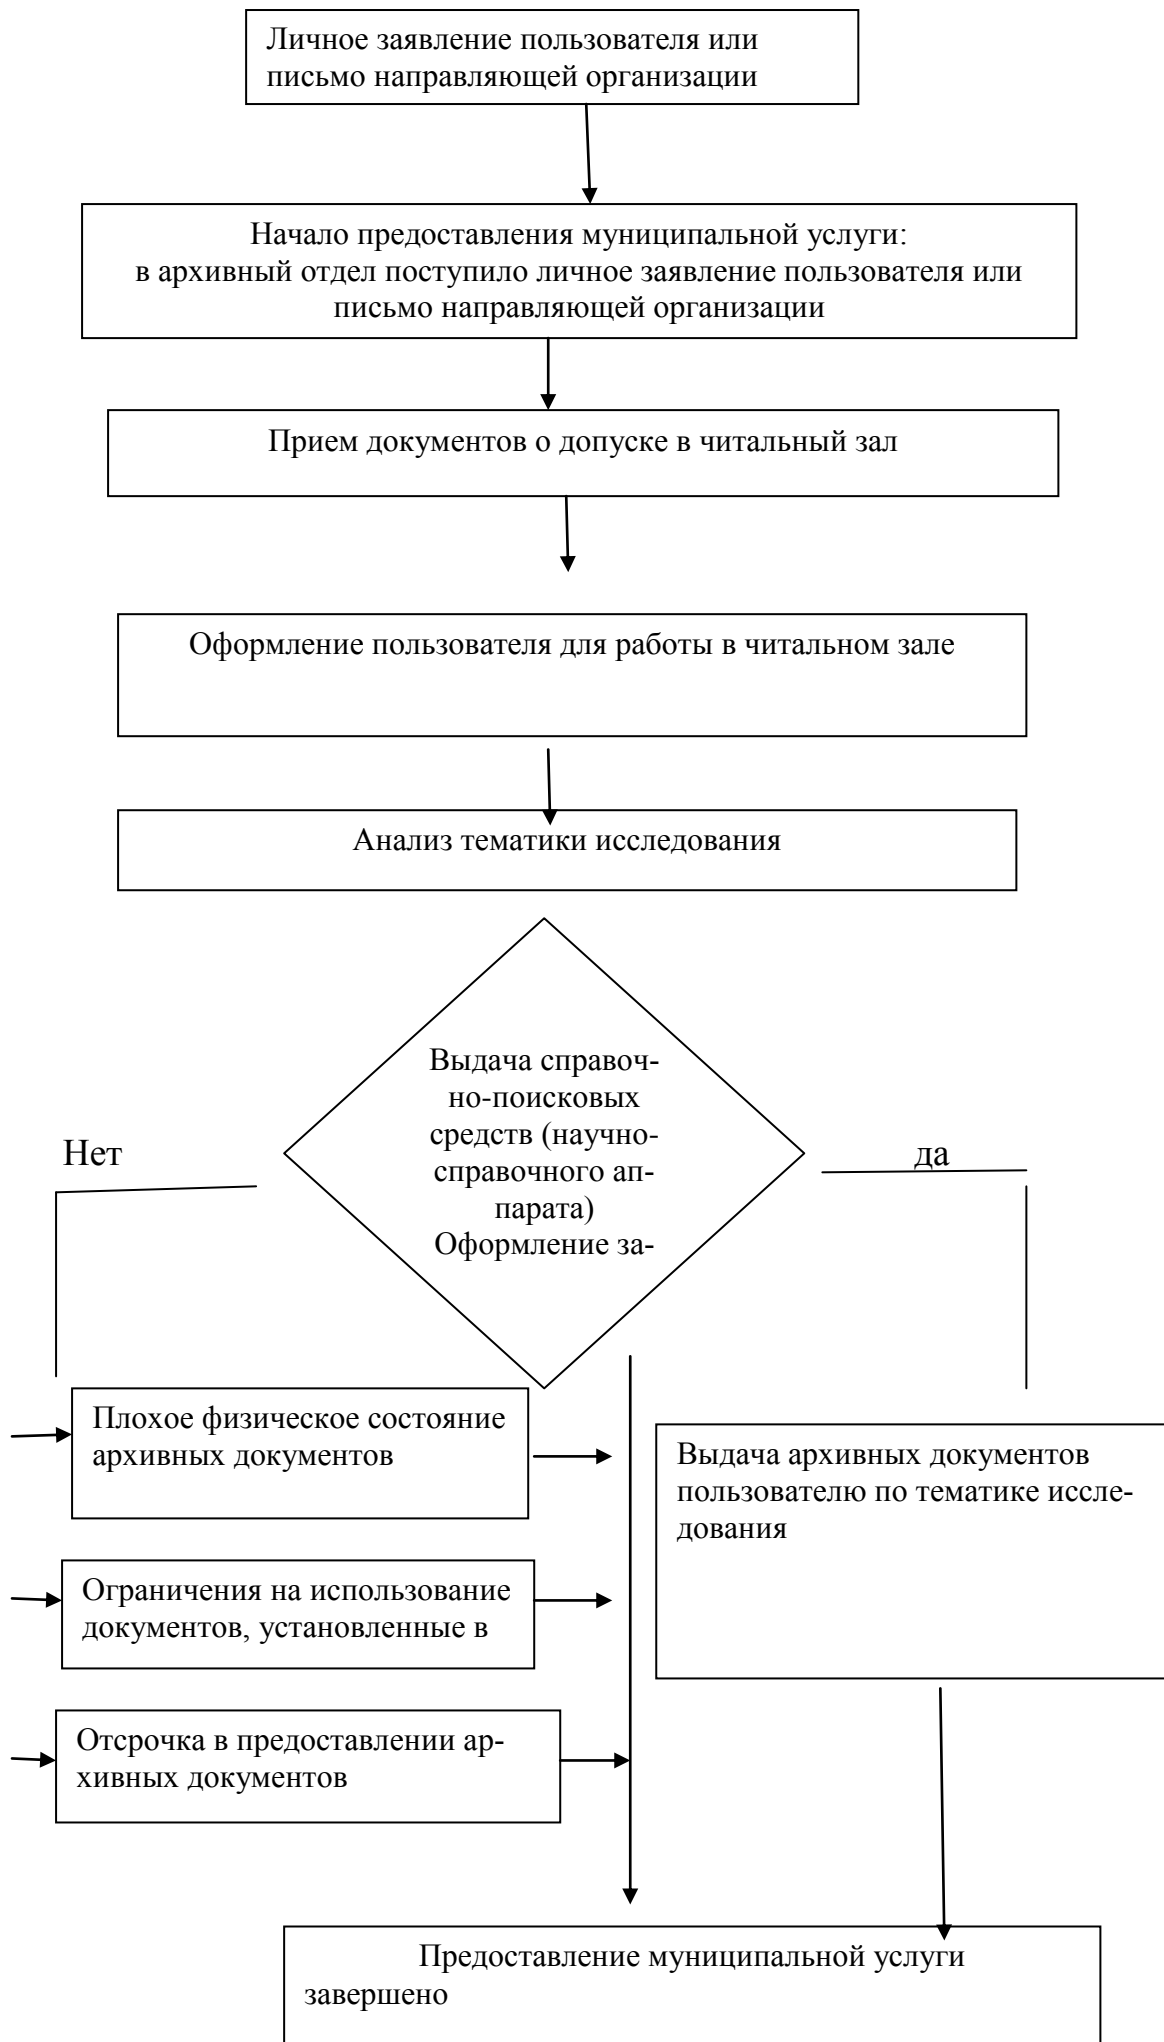 Личное заявление пользователя или
письмо направляющей организации
Начало предоставления муниципальной услуги:
в архивный отдел поступило личное заявление пользователя или
письмо направляющей организации
Прием документов о допуске в читальный зал
Оформление пользователя для работы в читальном зале
Анализ тематики исследования
Выдача справоч-
но-поисковых
средств (научно-
справочного ап-
парата)
Оформление за-
Нет
да
Плохое физическое состояние
архивных документов
Выдача архивных документов
пользователю по тематике иссле-
дования
Ограничения на использование
документов, установленные в
Отсрочка в предоставлении ар-
хивных документов
Предоставление муниципальной услуги
завершено